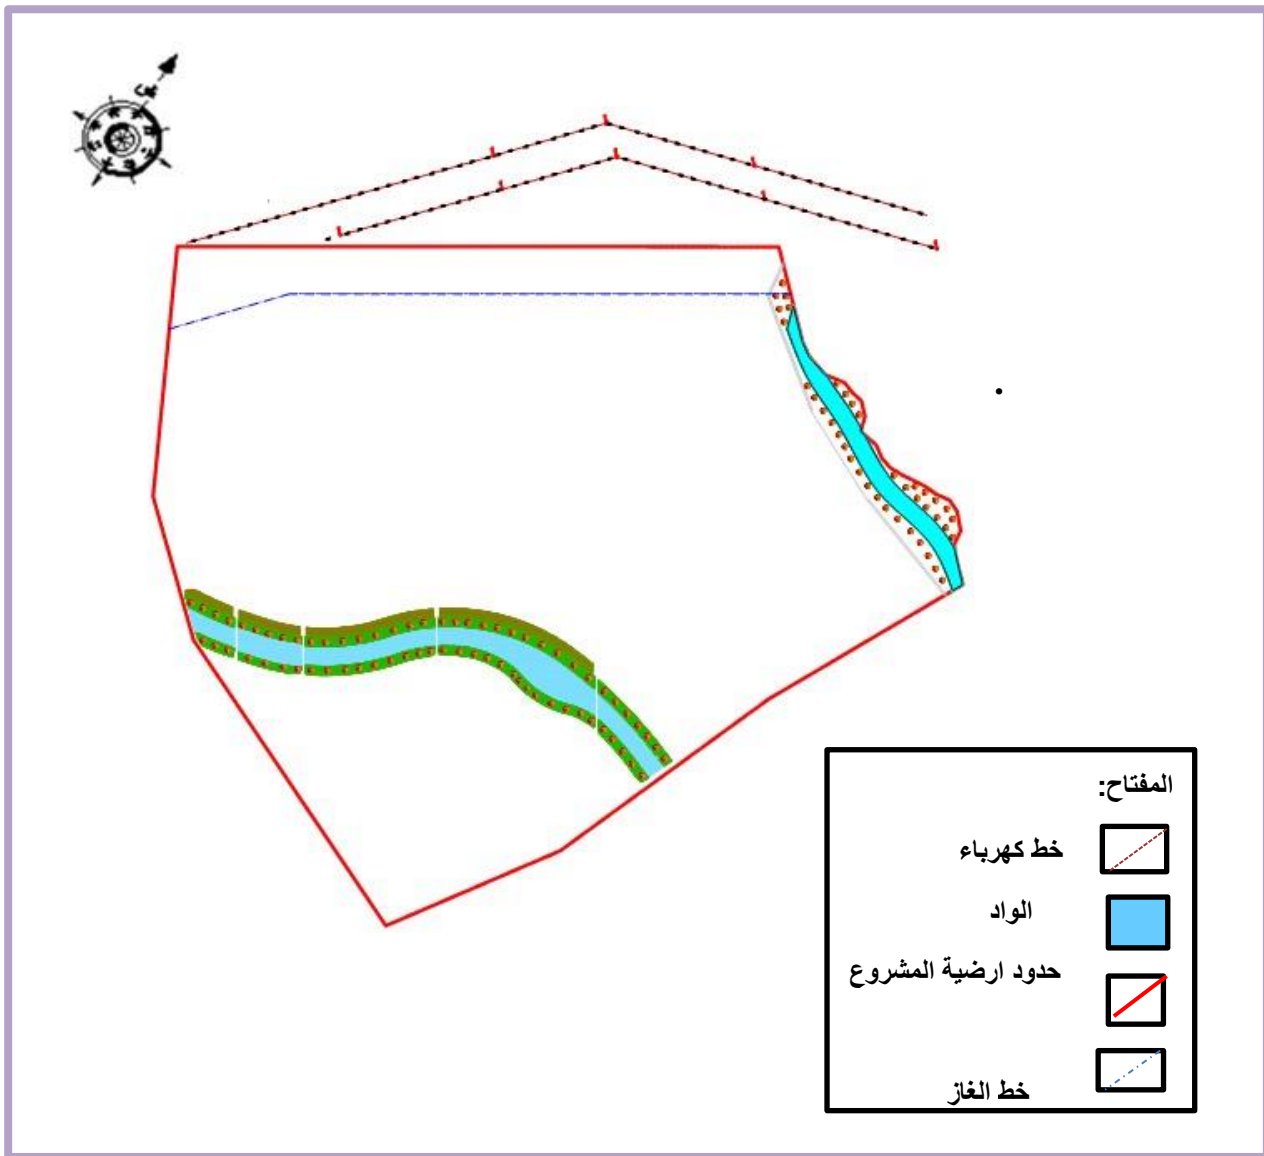 المفتاح:
خط كهرباء
الواد
حدود ارضية المشروع
خط الغاز